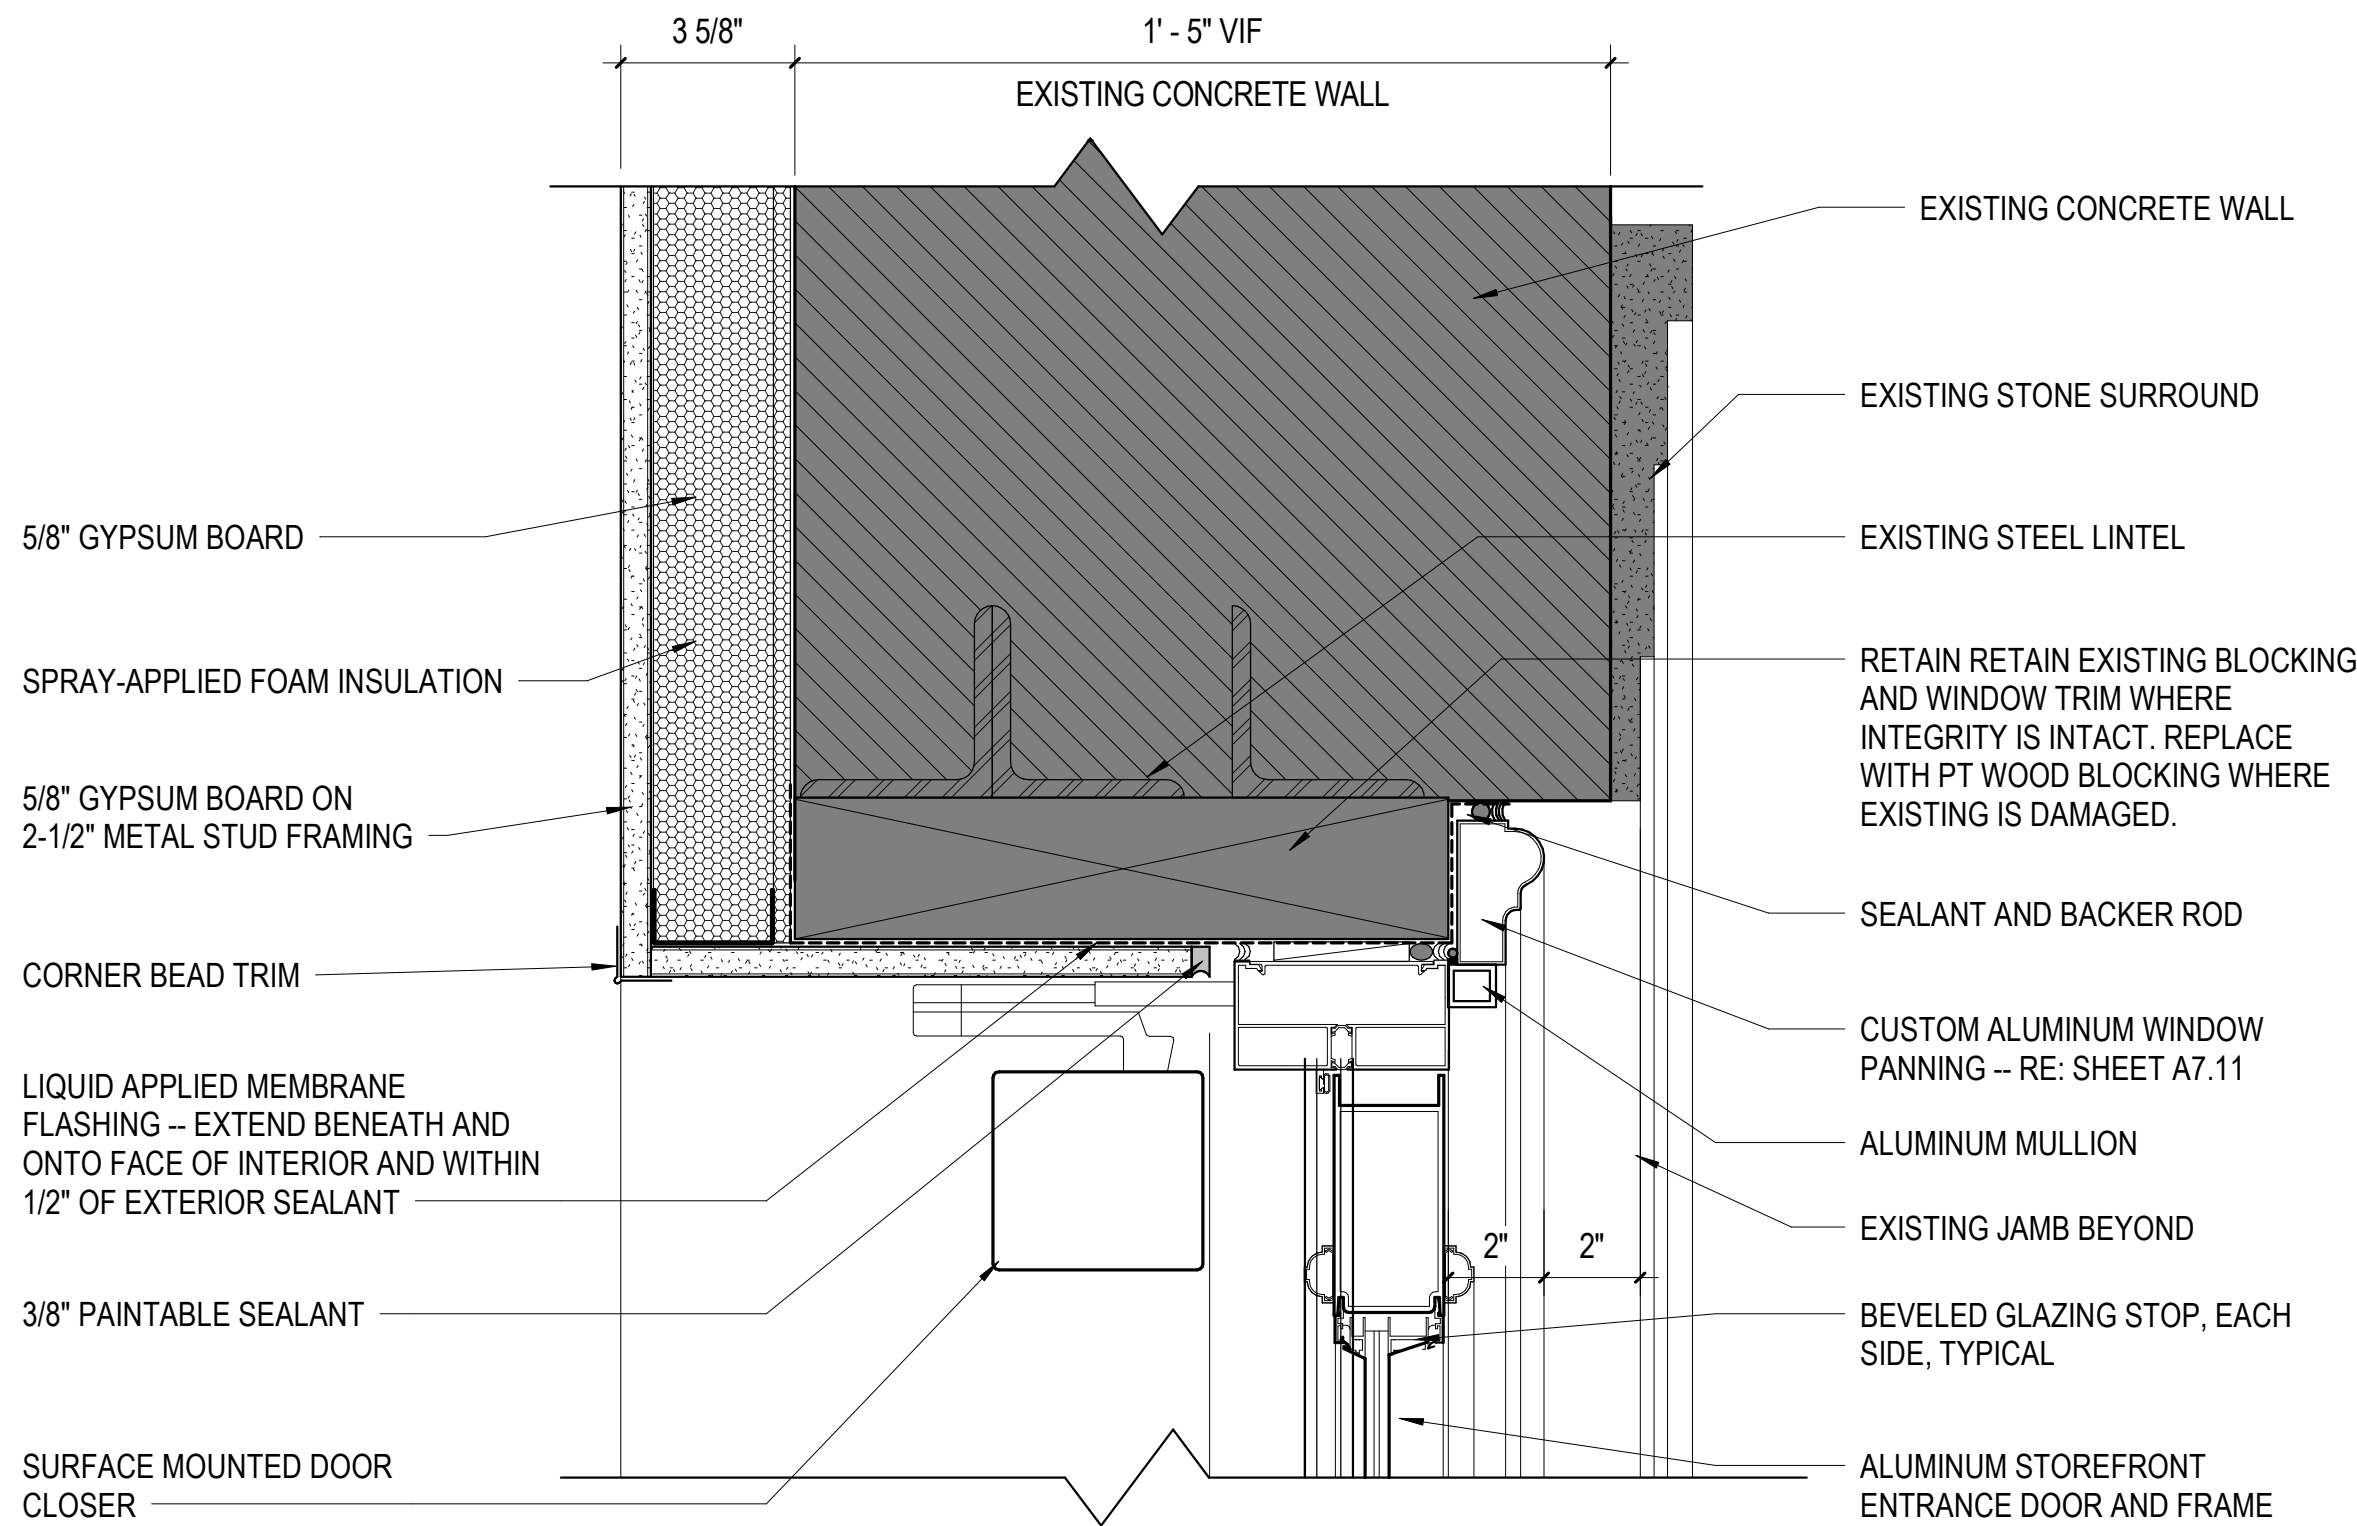 3 5/8"
1' - 5" VIF
EXISTING CONCRETE WALL
5/8" GYPSUM BOARD
SPRAY-APPLIED FOAM INSULATION
5/8" GYPSUM BOARD ON
2-1/2" METAL STUD FRAMING
CORNER BEAD TRIM
LIQUID APPLIED MEMBRANE
FLASHING -- EXTEND BENEATH AND
ONTO FACE OF INTERIOR AND WITHIN
1/2" OF EXTERIOR SEALANT
3/8" PAINTABLE SEALANT
SURFACE MOUNTED DOOR
CLOSER
EXISTING CONCRETE WALL
EXISTING STONE SURROUND
EXISTING STEEL LINTEL
RETAIN RETAIN EXISTING BLOCKING
AND WINDOW TRIM WHERE
INTEGRITY IS INTACT. REPLACE
WITH PT WOOD BLOCKING WHERE
EXISTING IS DAMAGED.
SEALANT AND BACKER ROD
CUSTOM ALUMINUM WINDOW
PANNING -- RE: SHEET A7.11
ALUMINUM MULLION
EXISTING JAMB BEYOND
2"
2"
BEVELED GLAZING STOP, EACH
SIDE, TYPICAL
ALUMINUM STOREFRONT
ENTRANCE DOOR AND FRAME